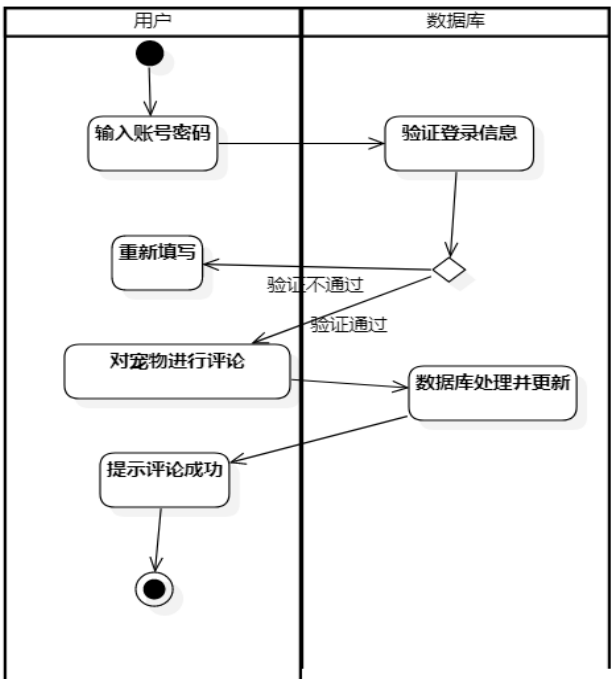 用户
数据库
输入账号密码
验证登录信息
重新填写
验证不通过
验证通过
对宠物进行评论
数据库处理并更新
提示评论成功